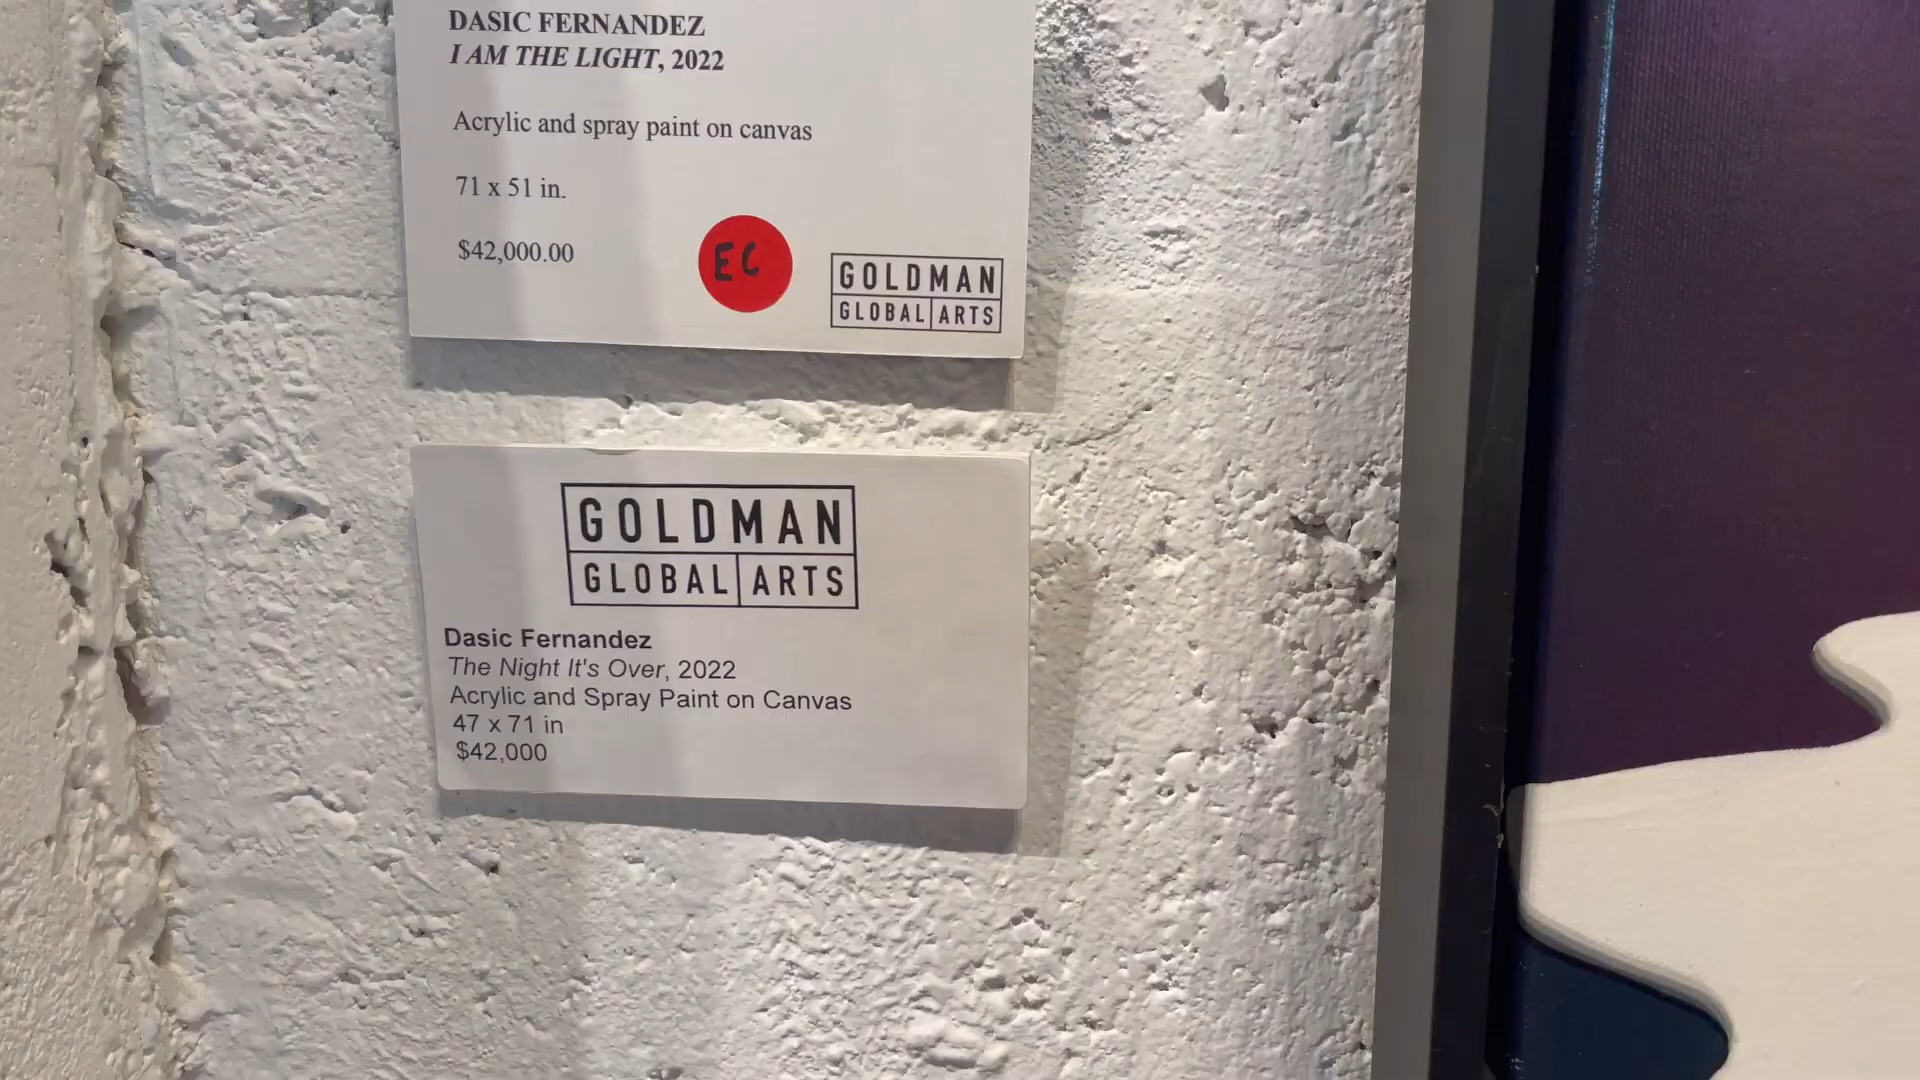 DASIC FERNANDEZ
I AM THE LIGHT, 2022
Acrylic and spray paint on canvas
71 x 51 in.
$42,000.00
EC
GOLDMAN
GLOBAL ARTS
GOLDMAN
GLOBAL ARTS
Dasic Fernandez
The Night It's Over, 2022
Acrylic and Spray Paint on Canvas
47 x 71 in
$42,000